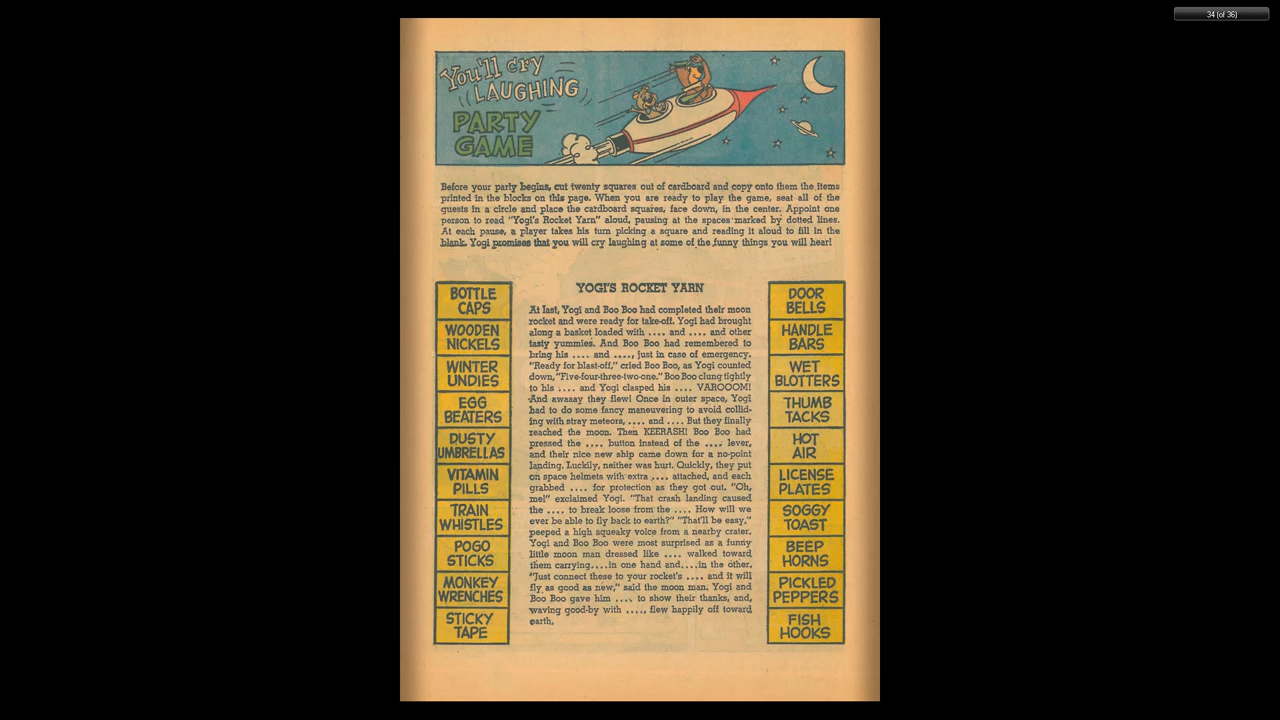 34 (of 36)
You'll cry
LAUGHING
PARTY
GAME
Before your party begins, cut twenty squares out of cardboard and copy onto them the items
printed in the blocks on this page. When you are ready to play the game, seat all of the
guests in a circle and place the cardboard squares, face down, in the center. Appoint one
person to read "Yogi's Rocket Yarn" aloud, pausing at the spaces marked by dotted lines.
At each pause, a player takes his turn picking a square and reading it aloud to fill in the
blank. Yogi promises that you will cry laughing at some of the funny things you will hear!
BOTTLE
CAPS
WOODEN
NICKELS
WINTER
UNDIES
EGG
BEATERS
DUSTY
UMBRELLAS
VITAMIN
PILLS
TRAIN
WHISTLES
POGO
STICKS
MONKEY
WRENCHES
STICKY
TAPE
YOGI'S ROCKET YARN
At last, Yogi and Boo Boo had completed their moon
rocket and were ready for take-off. Yogi had brought
along a basket loaded with .... and .... and other
tasty yummies. And Boo Boo had remembered to
bring his .... and ...., just in case of emergency.
"Ready for blast-off," cried Boo Boo, as Yogi counted
down, "Five-four-three-two-one." Boo Boo clung tightly
to his .... and Yogi clasped his .... VAROOOM!
And awaaay they flew! Once in outer space, Yogi
had to do some fancy maneuvering to avoid collid-
ing with stray meteors, .... and .... But they finally
reached the moon. Then KEERASH! Boo Boo had
pressed the .... button instead of the .... lever,
and their nice new ship came down for a no-point
landing. Luckily, neither was hurt. Quickly, they put
on space helmets with extra .... attached, and each
grabbed .... for protection as they got out. "Oh,
me!" exclaimed Yogi. "That crash landing caused
the .... to break loose from the .... How will we
ever be able to fly back to earth?" "That'll be easy,"
peeped a high squeaky voice from a nearby crater.
Yogi and Boo Boo were most surprised as a funny
little moon man dressed like .... walked toward
them carrying....in one hand and....in the other.
"Just connect these to your rocket's .... and it will
fly as good as new," said the moon man. Yogi and
Boo Boo gave him .... to show their thanks, and,
waving good-by with ...., flew happily off toward
earth.
DOOR
BELLS
HANDLE
BARS
WET
BLOTTERS
THUMB
TACKS
HOT
AIR
LICENSE
PLATES
SOGGY
TOAST
BEEP
HORNS
PICKLED
PEPPERS
FISH
HOOKS